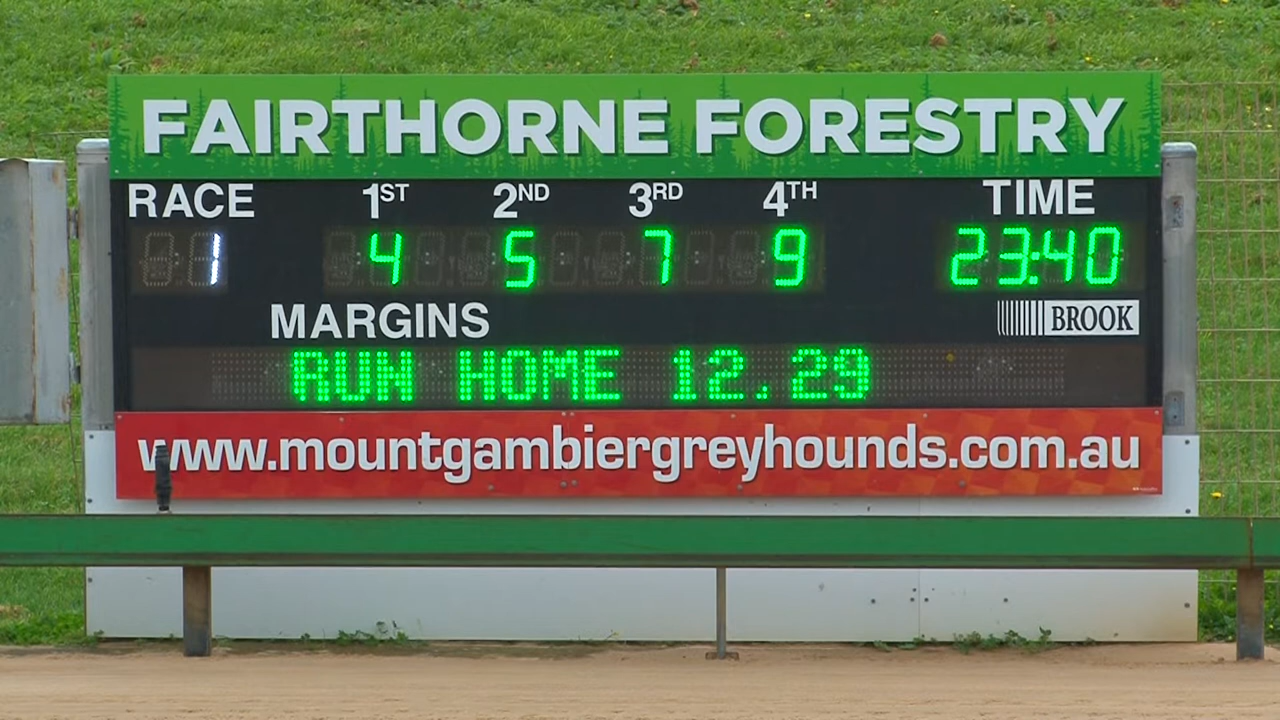 FAIRTHORNE FORESTRY
RACE 1ST 2ND 3RD 4TH TIME
1 4 5 7 9 23.40
MARGINS
BROOK
RUN HOME 12.29
www.mountgambiergreyhounds.com.au